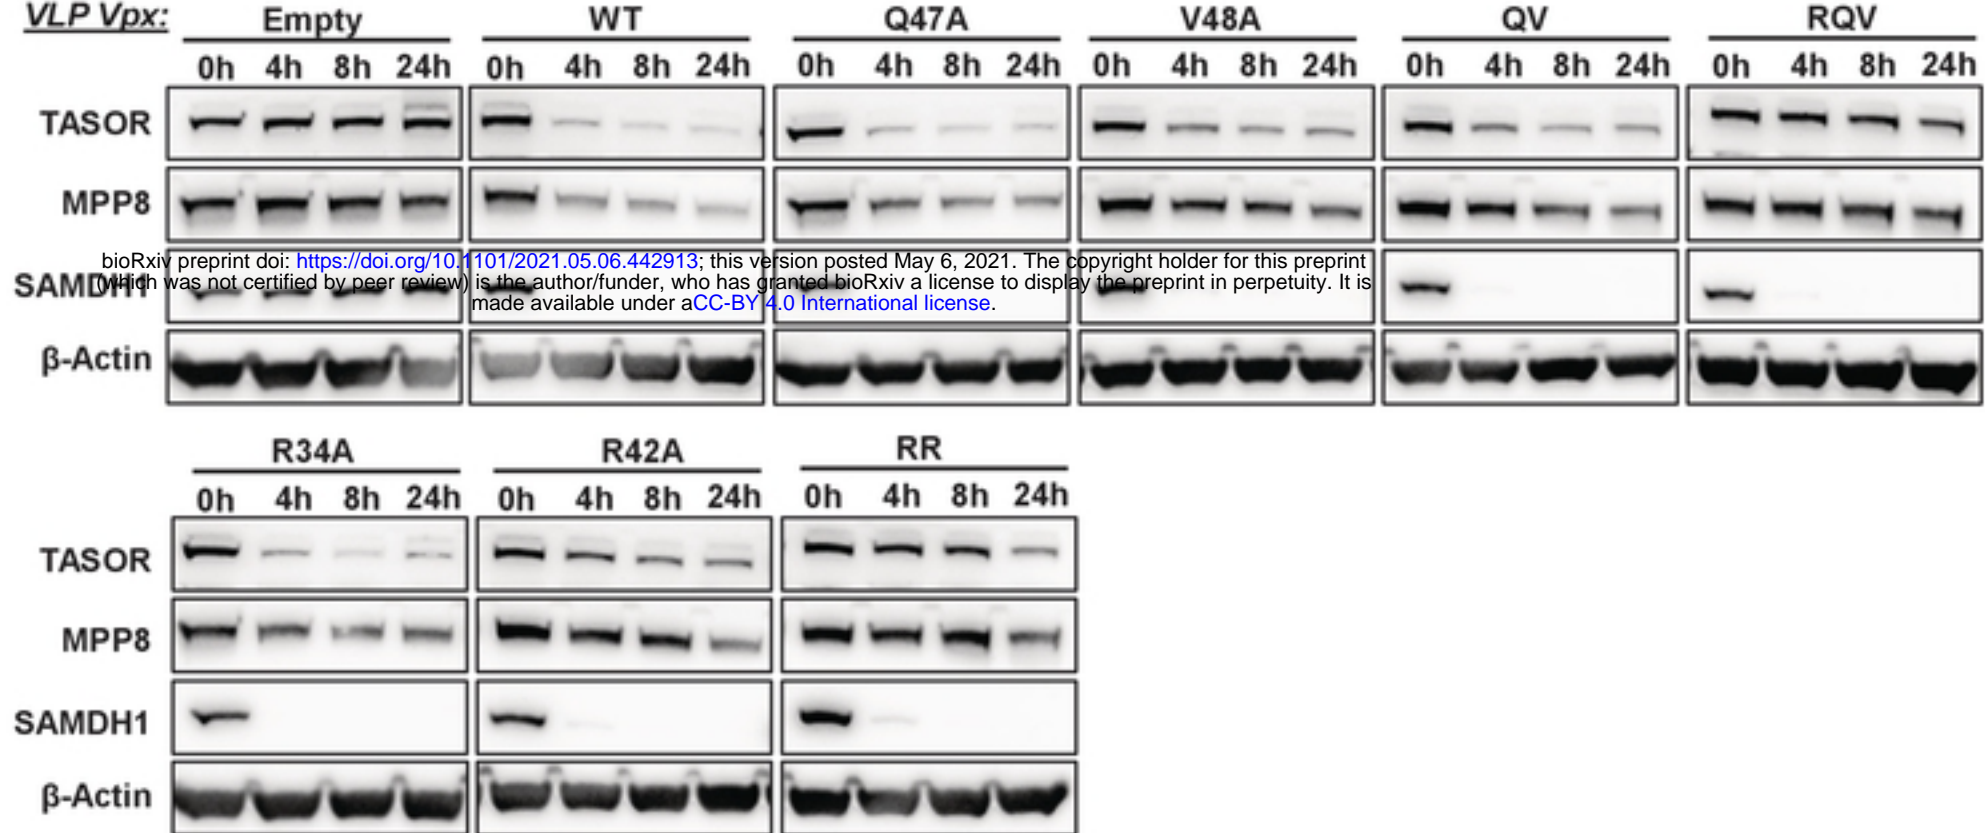 VLP Vpx: Empty WT Q47A V48A QV RQV
0h 4h 8h 24h 0h 4h 8h 24h 0h 4h 8h 24h 0h 4h 8h 24h 0h 4h 8h 24h 0h 4h 8h 24h
TASOR
MPP8
bioRxiv preprint doi: https://doi.org/10.1101/2021.05.06.442913; this version posted May 6, 2021. The copyright holder for this preprint
(which was not certified by peer review) is the author/funder, who has granted bioRxiv a license to display the preprint in perpetuity. It is
SAMDH1
made available under aCC-BY 4.0 International license.
β-Actin
R34A R42A RR
0h 4h 8h 24h 0h 4h 8h 24h 0h 4h 8h 24h
TASOR
MPP8
SAMDH1
β-Actin